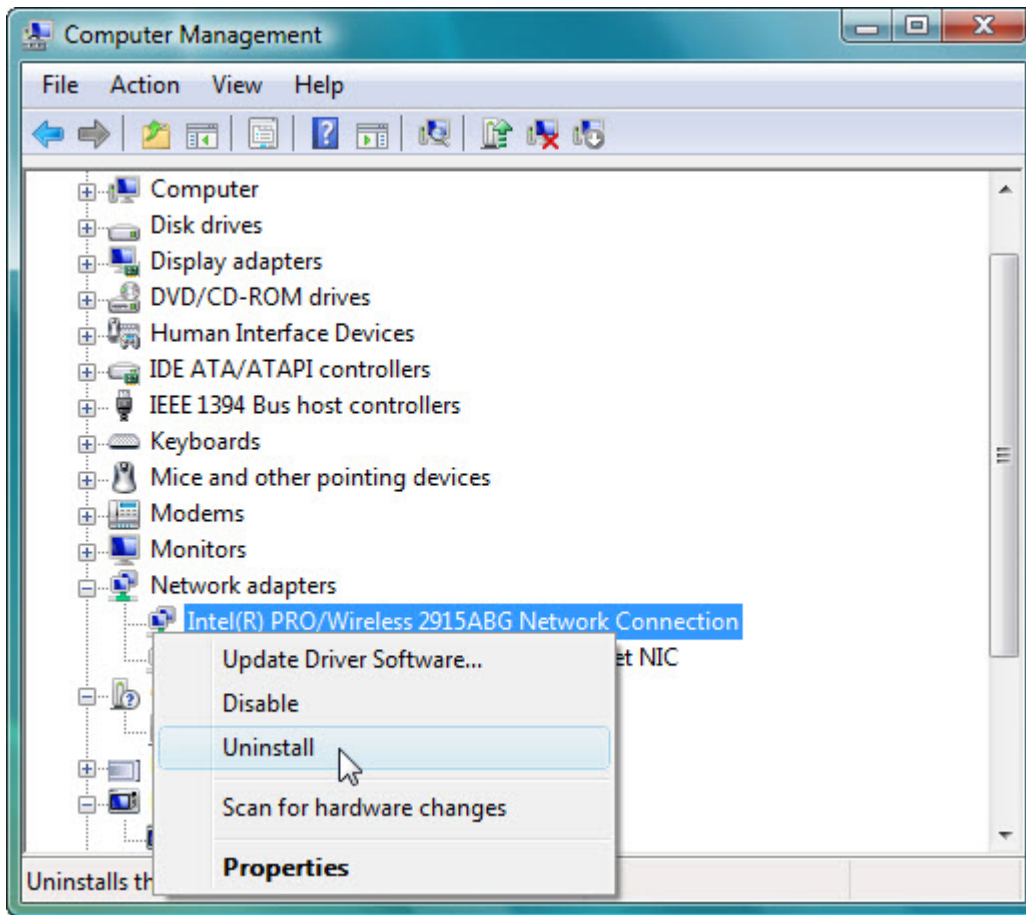 Computer Management
File Action View Help
Computer
Disk drives
Display adapters
DVD/CD-ROM drives
Human Interface Devices
IDE ATA/ATAPI controllers
IEEE 1394 Bus host controllers
Keyboards
Mice and other pointing devices
Modems
Monitors
Network adapters
Intel(R) PRO/Wireless 2915ABG Network Connection
Update Driver Software...
NIC
Disable
Uninstall
Scan for hardware changes
Properties
Uninstalls